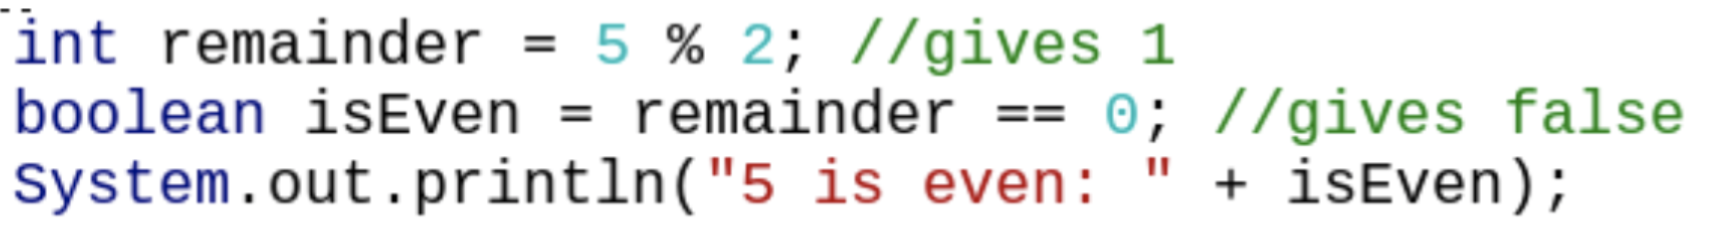 int remainder = 5 % 2; //gives 1
boolean isEven = remainder == 0; //gives false
System.out.println("5 is even: " + isEven);